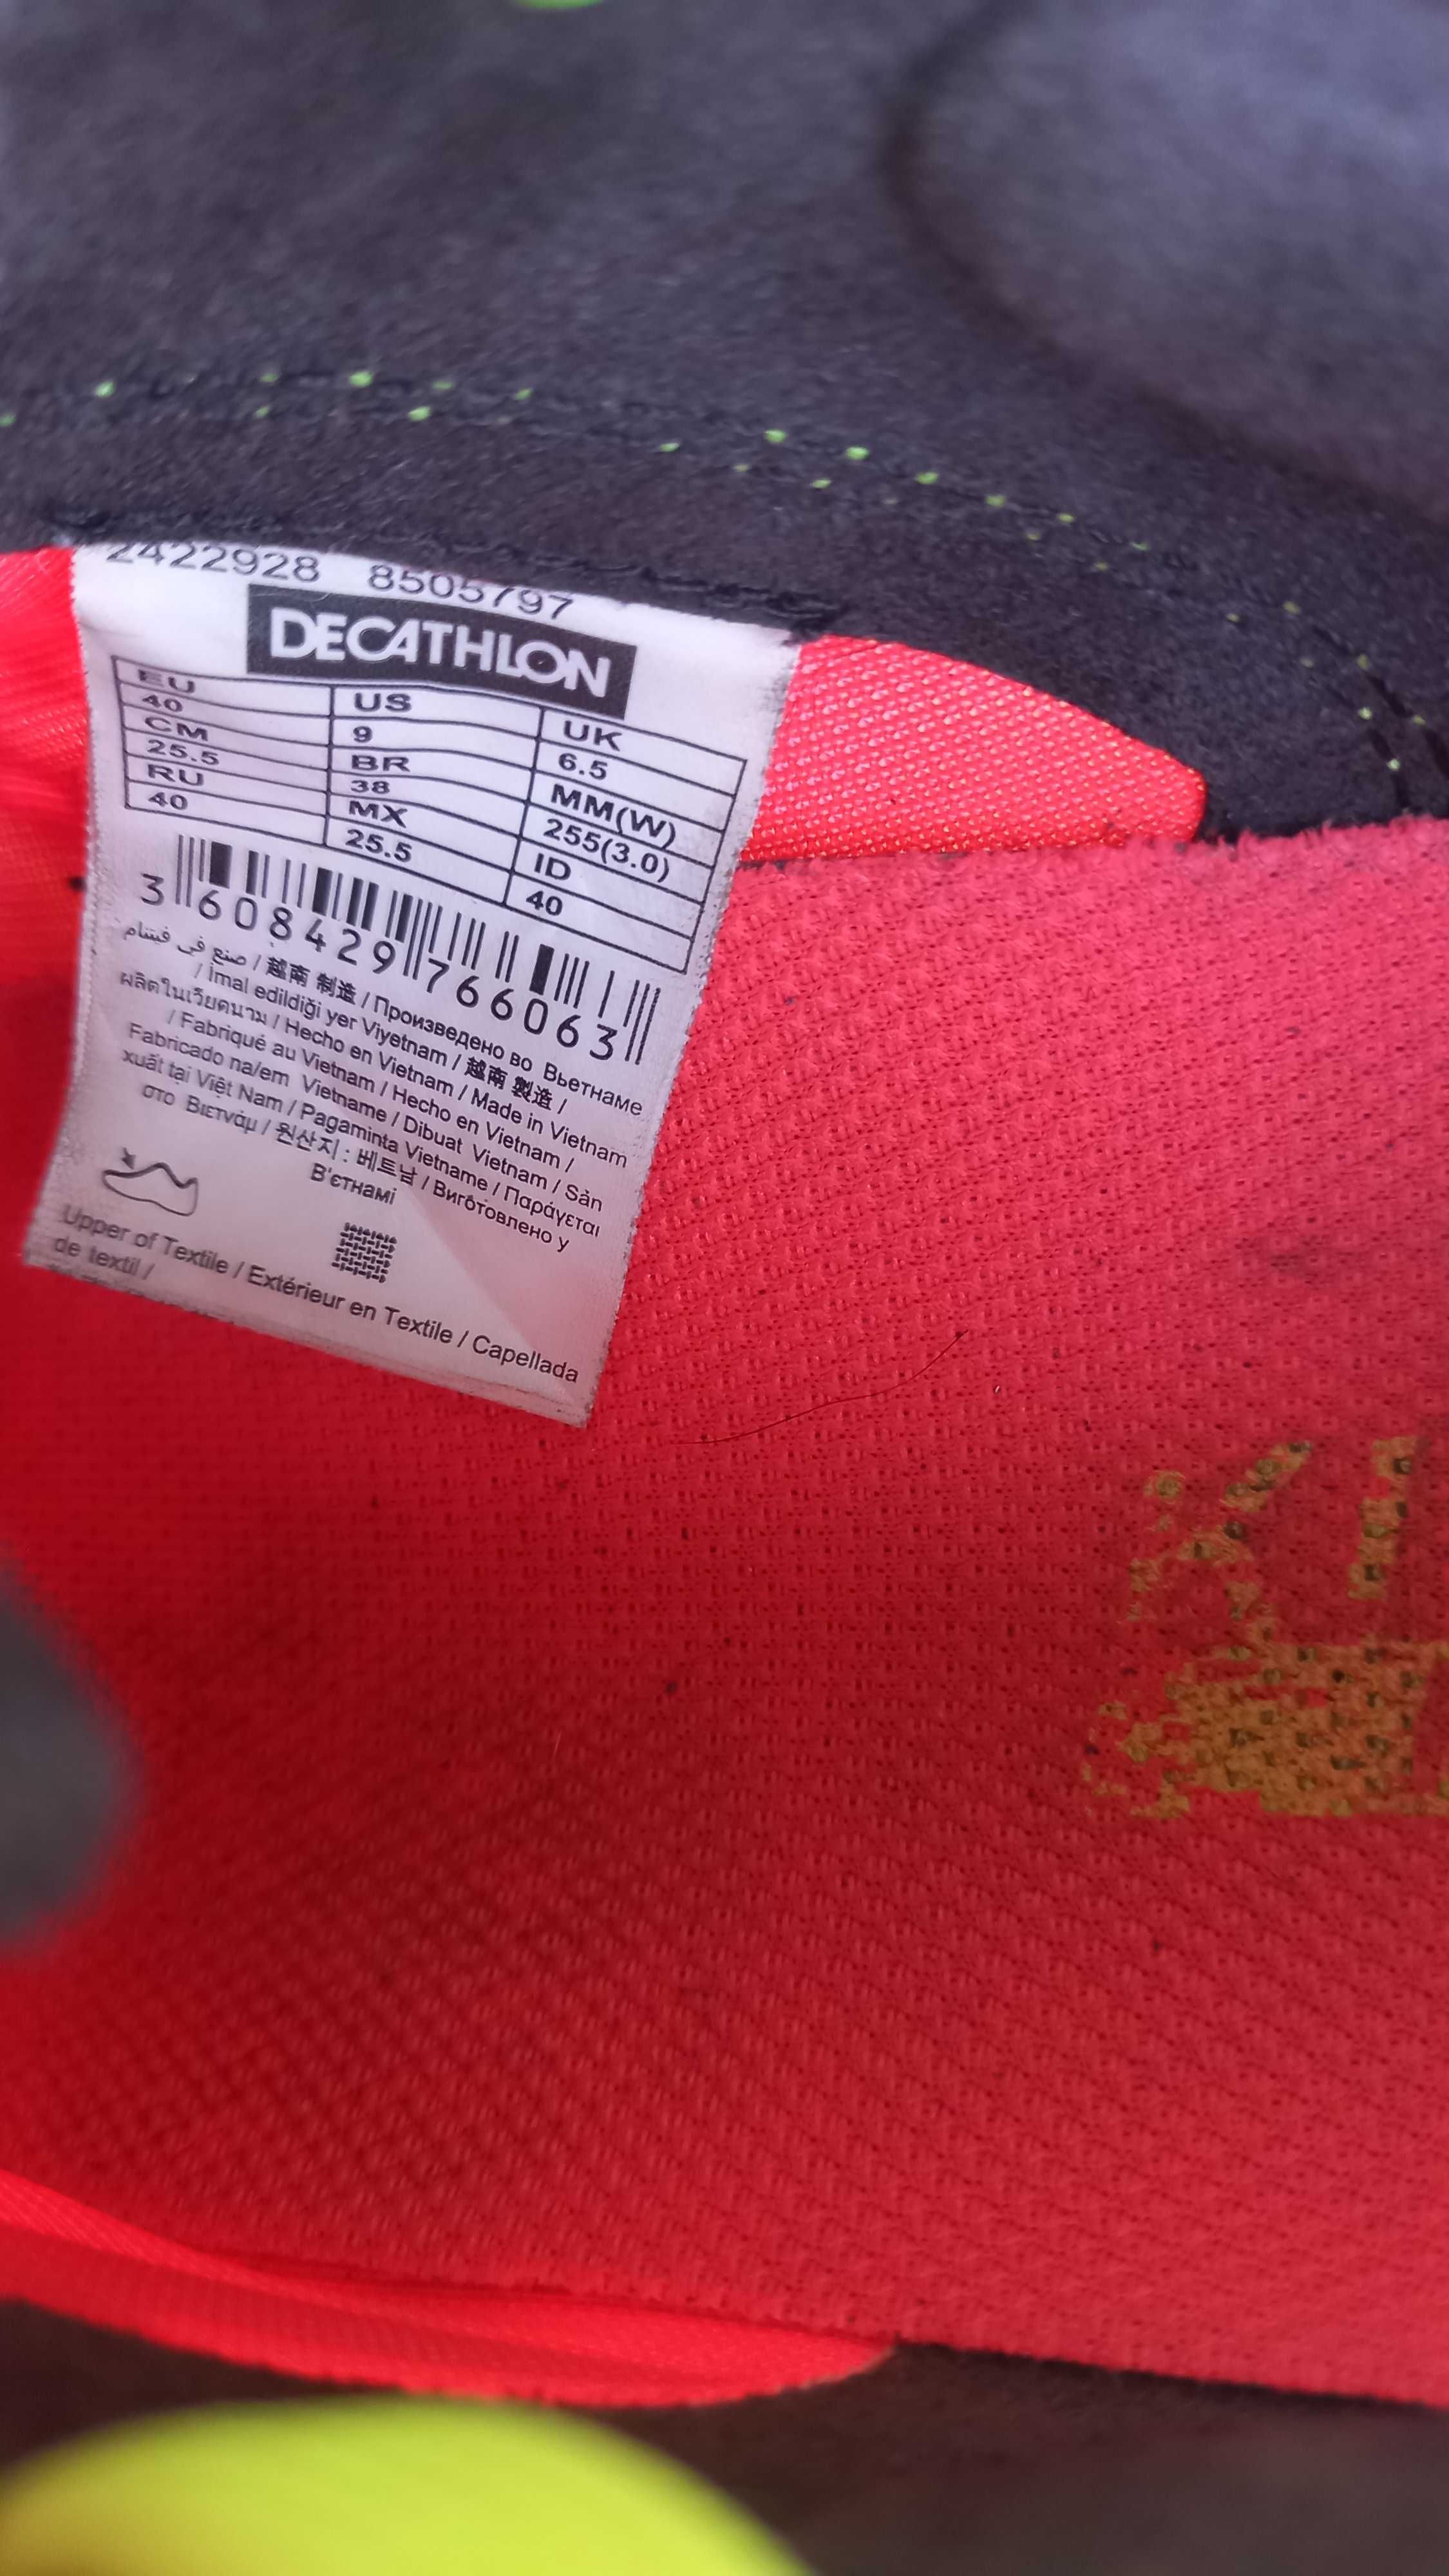 2422928 8505797
DECATHLON
EU US UK
40 9 6.5
CM BR MM(W)
25.5 38 255(3.0)
RU MX ID
40 25.5 40
3 608429 766063
صنع في فيتنام / 越南 制造 / Произведено во Вьетнаме
/ İmal edildiği yer Viyetnam / 越南 製造 /
ผลิตในเวียดนาม / Hecho en Vietnam / Made in Vietnam
/ Fabriqué au Vietnam / Hecho en Vietnam /
Fabricado na/em Vietname / Dibuat Vietnam / Sản
xuất tại Việt Nam / Pagaminta Vietname / Παράγεται
στο Βιετνάμ / 원산지 : 베트남 / Виготовлено у
В'єтнамі
Upper of Textile / Extérieur en Textile / Capellada
de textil /